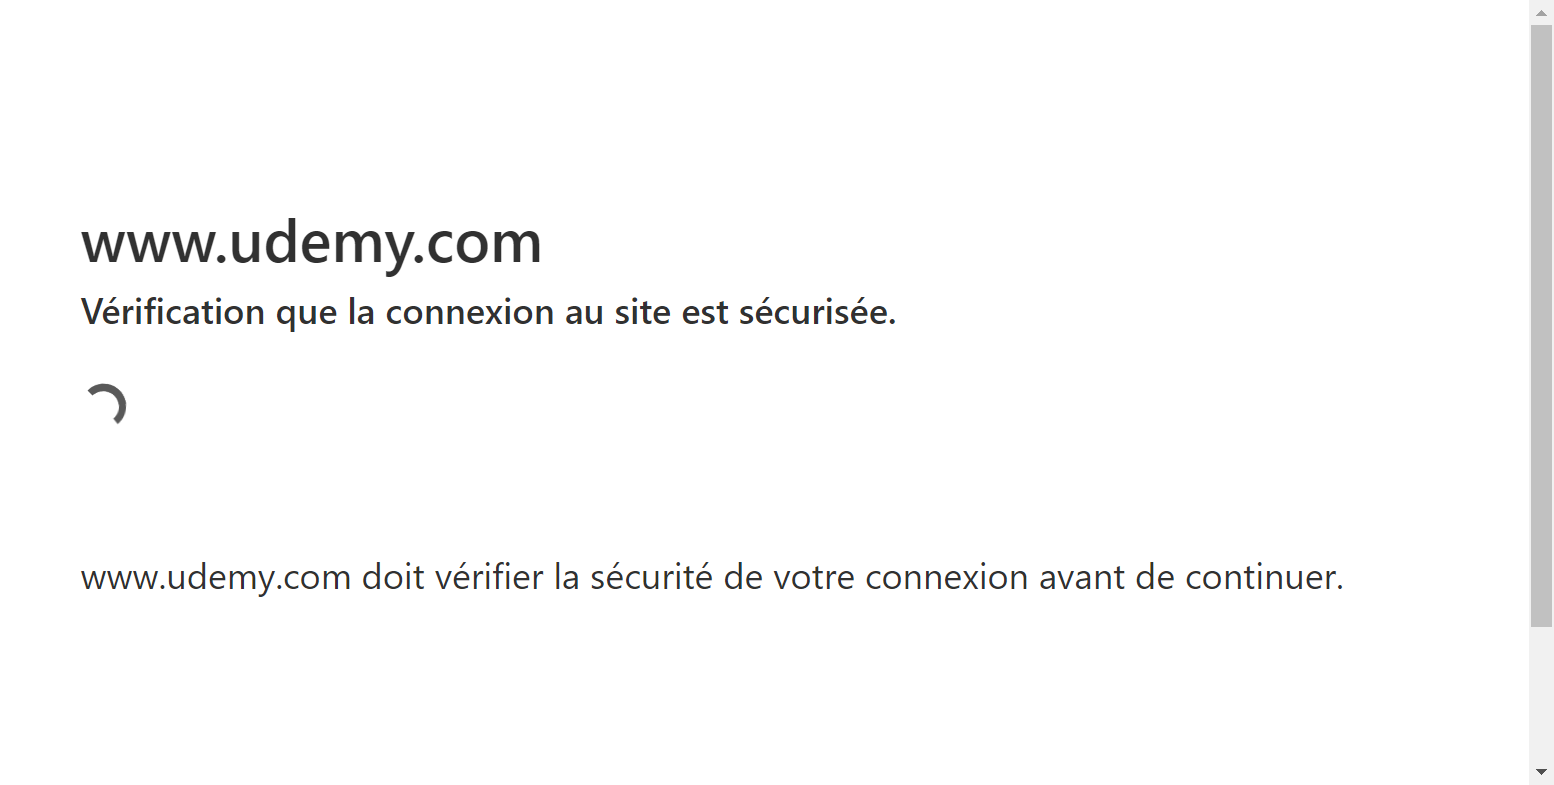 www.udemy.com
Vérification que la connexion au site est sécurisée.
www.udemy.com doit vérifier la sécurité de votre connexion avant de continuer.